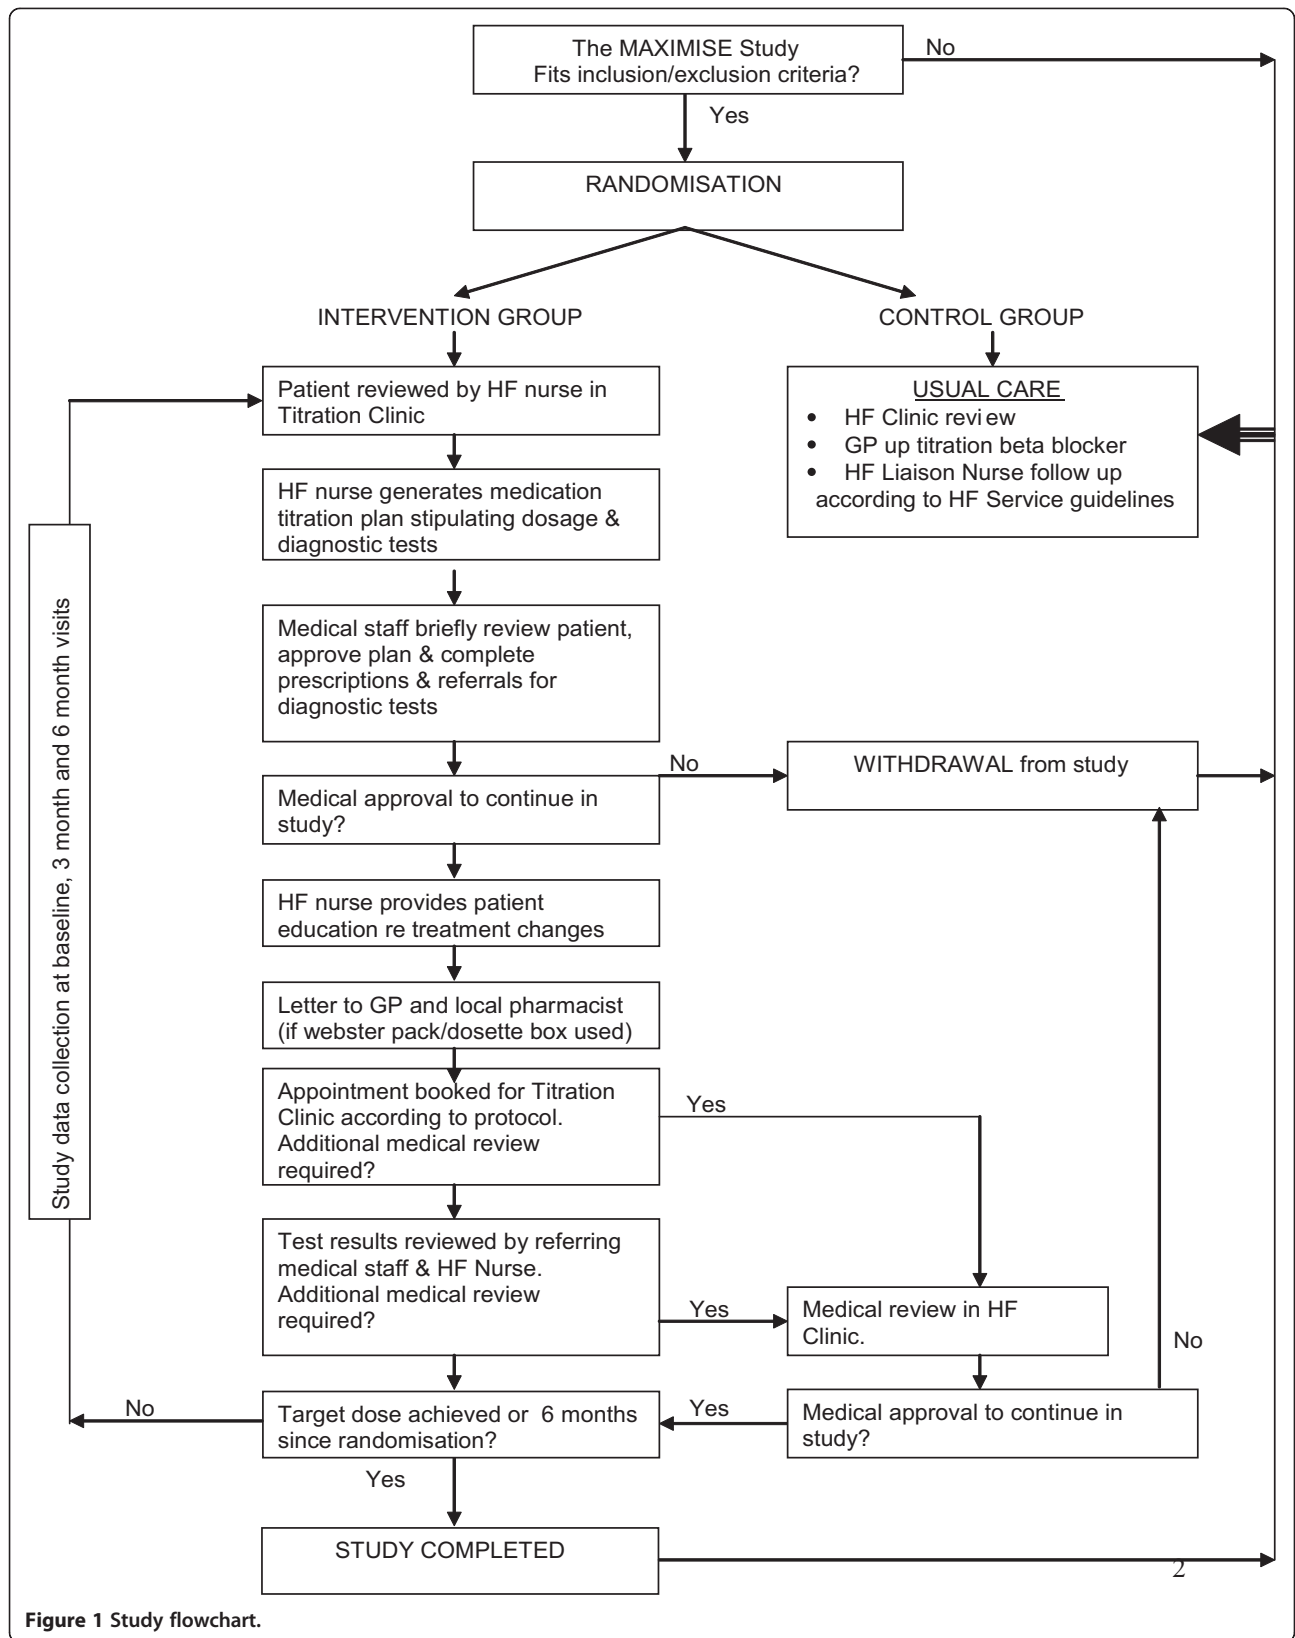 The MAXIMISE Study
Fits inclusion/exclusion criteria?
No
Yes
RANDOMISATION
INTERVENTION GROUP
CONTROL GROUP
Patient reviewed by HF nurse in
Titration Clinic
USUAL CARE
• HF Clinic review
• GP up titration beta blocker
• HF Liaison Nurse follow up
according to HF Service guidelines
HF nurse generates medication
titration plan stipulating dosage &
diagnostic tests
Study data collection at baseline, 3 month and 6 month visits
Medical staff briefly review patient,
approve plan & complete
prescriptions & referrals for
diagnostic tests
Medical approval to continue in
study?
No
WITHDRAWAL from study
HF nurse provides patient
education re treatment changes
Letter to GP and local pharmacist
(if webster pack/dosette box used)
Appointment booked for Titration
Clinic according to protocol.
Additional medical review
required?
Yes
Test results reviewed by referring
medical staff & HF Nurse.
Additional medical review
required?
Yes
Medical review in HF
Clinic.
No
Target dose achieved or 6 months
since randomisation?
No
Yes
Medical approval to continue in
study?
Yes
STUDY COMPLETED
2
Figure 1 Study flowchart.